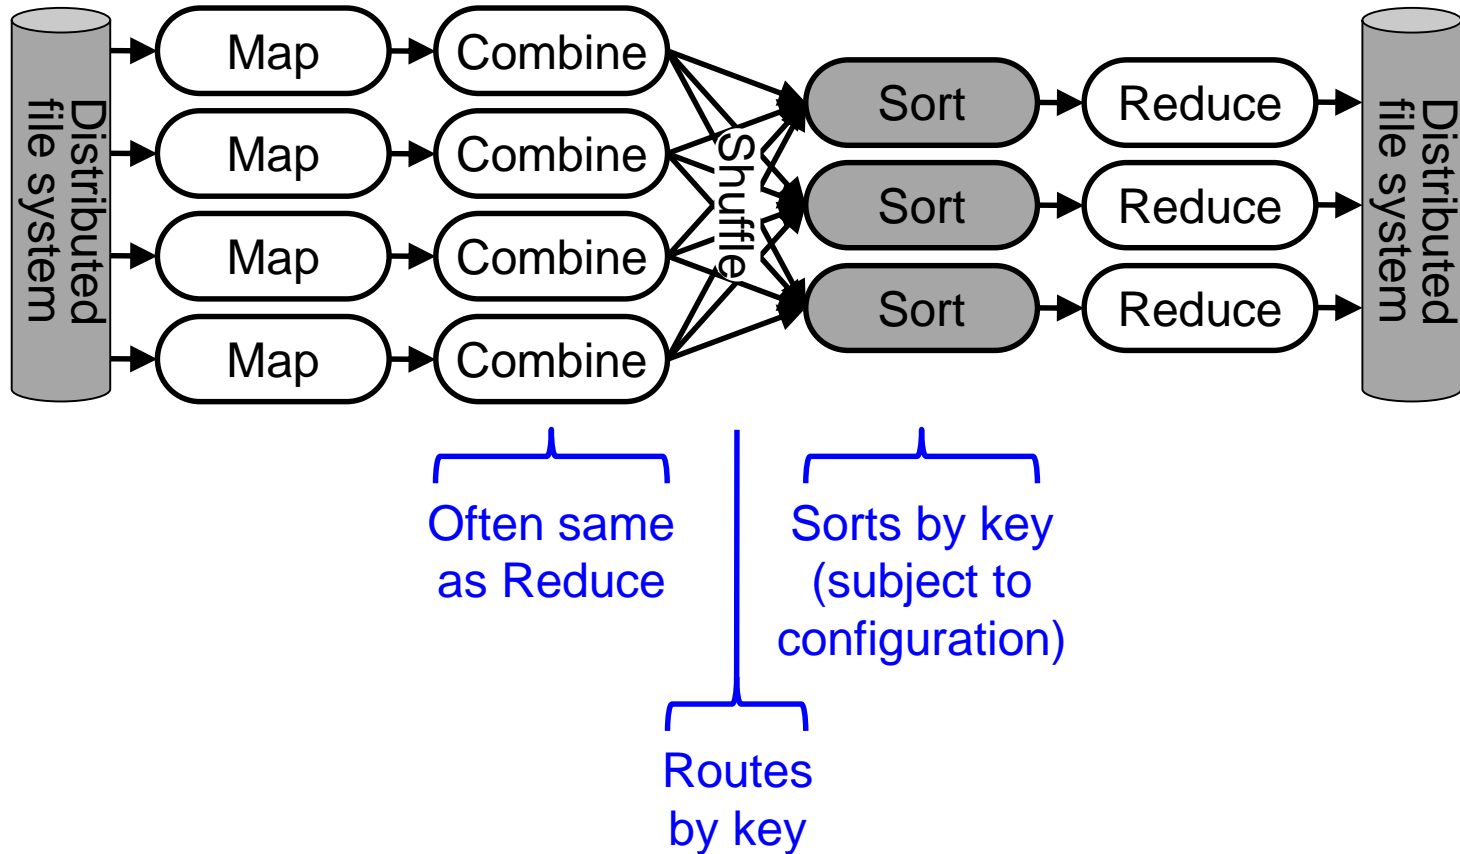 Distributed
file system
Map
Combine
Map
Combine
Map
Combine
Map
Combine
Shuffle
Sort
Reduce
Sort
Reduce
Sort
Reduce
Distributed
file system
Often same
as Reduce
Sorts by key
(subject to
configuration)
Routes
by key